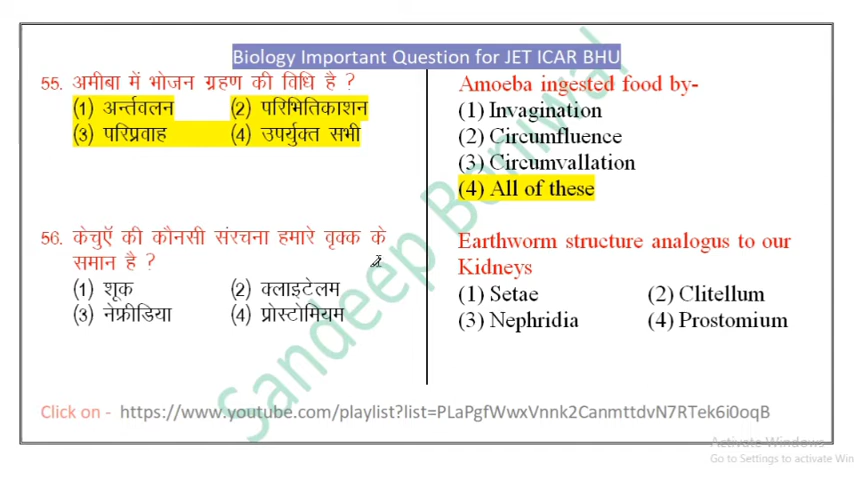 Biology Important Question for JET ICAR BHU
55. अमीबा में भोजन ग्रहण की विधि है ?
(1) अर्न्तवलन (2) परिभितिकाशन
(3) परिप्रवाह (4) उपर्युक्त सभी
Amoeba ingested food by-
(1) Invagination
(2) Circumfluence
(3) Circumvallation
(4) All of these
56. केचुएँ की कौनसी संरचना हमारे वृक्क के
समान है ?
(1) शूक (2) क्लाइटेलम
(3) नेफ्रीडिया (4) प्रोस्टोमियम
Earthworm structure analogus to our
Kidneys
(1) Setae (2) Clitellum
(3) Nephridia (4) Prostomium
Sandeep Beniwal
Click on - https://www.youtube.com/playlist?list=PLaPgfWwxVnnk2CanmttdvN7RTek6i0oqB
Activate Windows
Go to Settings to activate Win